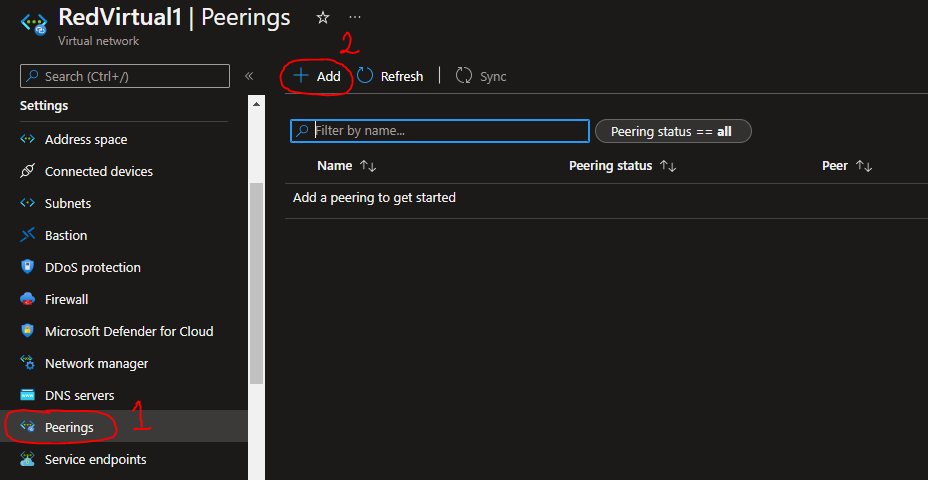 RedVirtual1 | Peerings
Virtual network
Search (Ctrl+/)
Settings
Address space
Connected devices
Subnets
Bastion
DDoS protection
Firewall
Microsoft Defender for Cloud
Network manager
DNS servers
Peerings 1
Service endpoints
2
Add Refresh Sync
Filter by name...
Peering status == all
Name Peering status Peer
Add a peering to get started